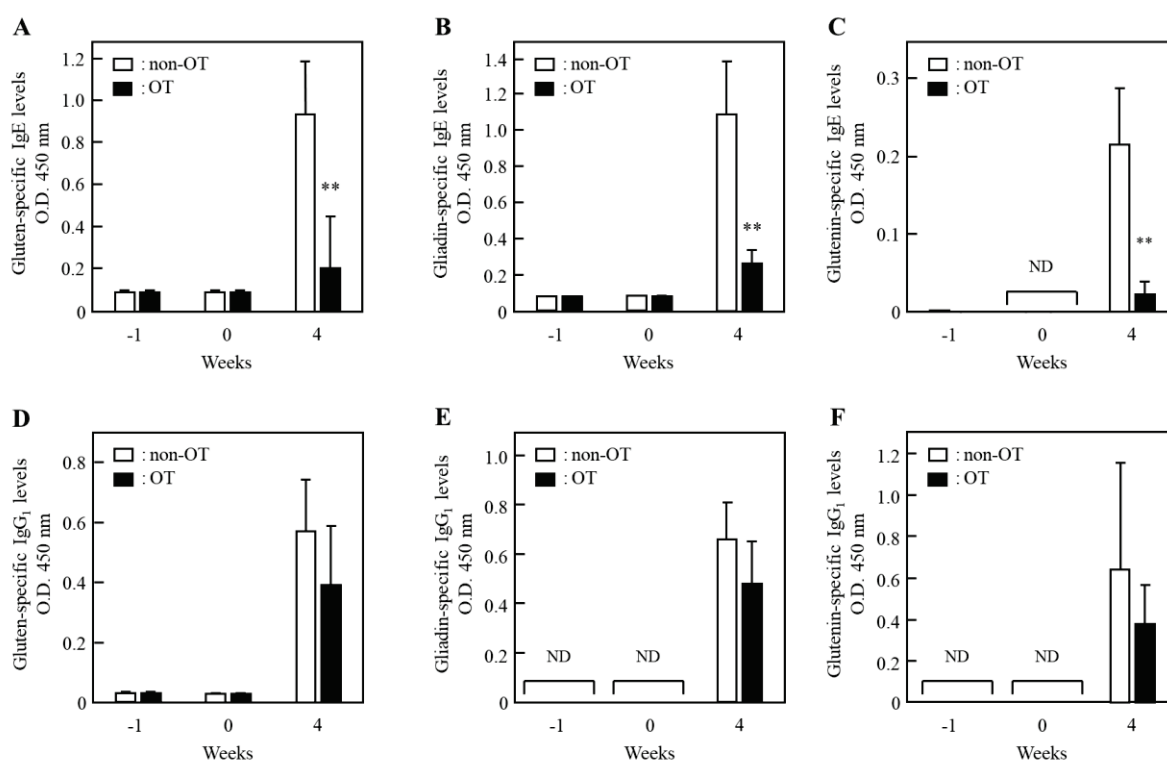 A
Gluten-specific IgE levels
O.D. 450 nm
: non-OT
: OT
1.2
1.0
0.8
0.6
0.4
0.2
0
**
-1 0 4
Weeks
B
Gliadin-specific IgE levels
O.D. 450 nm
: non-OT
: OT
1.4
1.2
1.0
0.8
0.6
0.4
0.2
0
**
-1 0 4
Weeks
C
Glutenin-specific IgE levels
O.D. 450 nm
: non-OT
: OT
0.3
0.2
0.1
0
ND
**
-1 0 4
Weeks
D
Gluten-specific IgG₁ levels
O.D. 450 nm
: non-OT
: OT
0.8
0.6
0.4
0.2
0
-1 0 4
Weeks
E
Gliadin-specific IgG₁ levels
O.D. 450 nm
: non-OT
: OT
1.0
0.8
0.6
0.4
0.2
0
ND ND
-1 0 4
Weeks
F
Glutenin-specific IgG₁ levels
O.D. 450 nm
: non-OT
: OT
1.2
1.0
0.8
0.6
0.4
0.2
0
ND ND
-1 0 4
Weeks